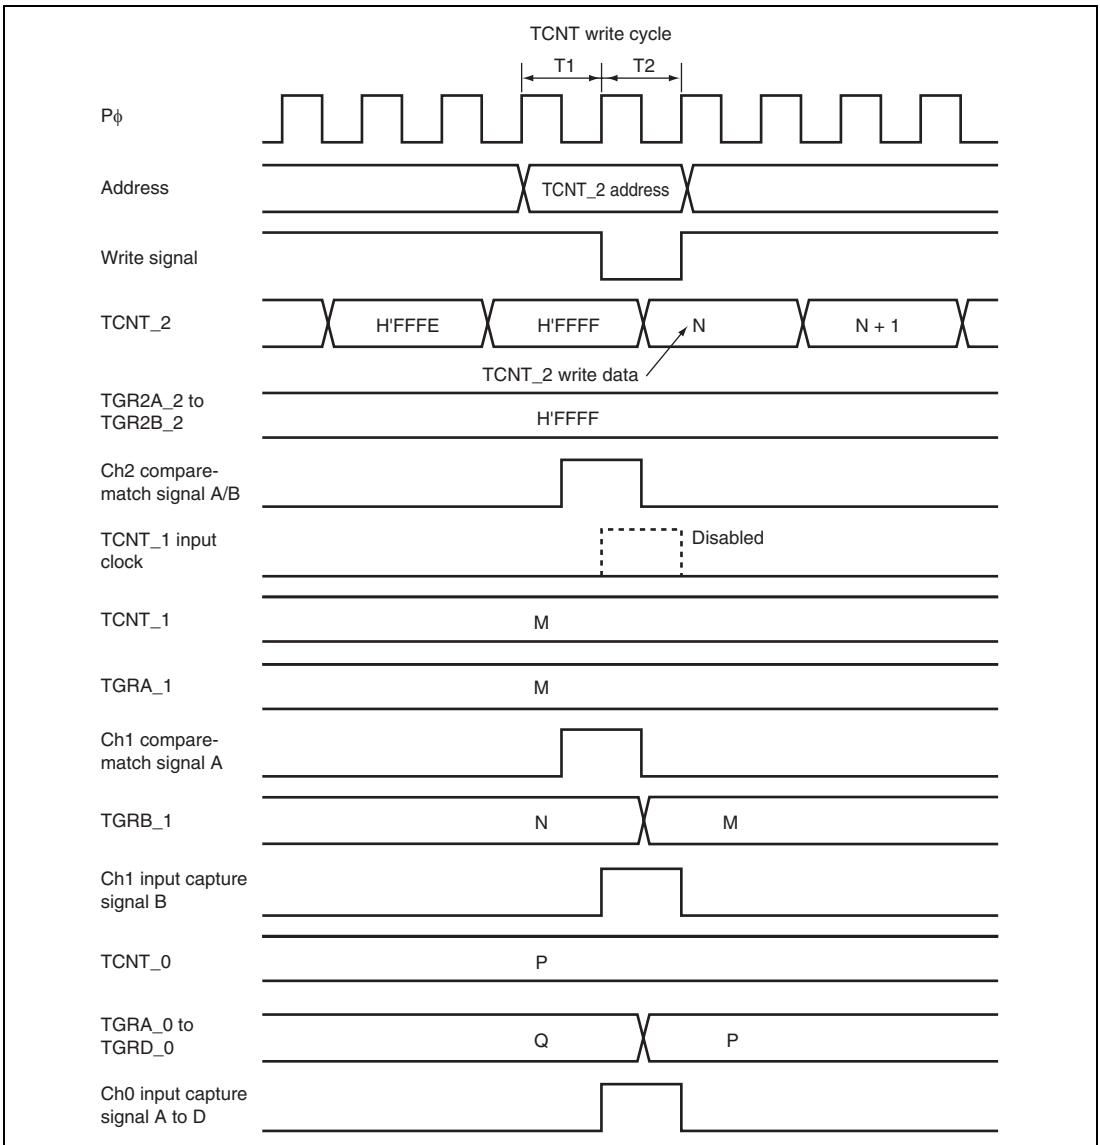 TCNT write cycle
T1 T2
Pϕ
Address
TCNT_2 address
Write signal
TCNT_2
H'FFFE H'FFFF N N + 1
TCNT_2 write data
TGR2A_2 to
TGR2B_2
H'FFFF
Ch2 compare-
match signal A/B
TCNT_1 input
clock
Disabled
TCNT_1
M
TGRA_1
M
Ch1 compare-
match signal A
TGRB_1
N M
Ch1 input capture
signal B
TCNT_0
P
TGRA_0 to
TGRD_0
Q P
Ch0 input capture
signal A to D